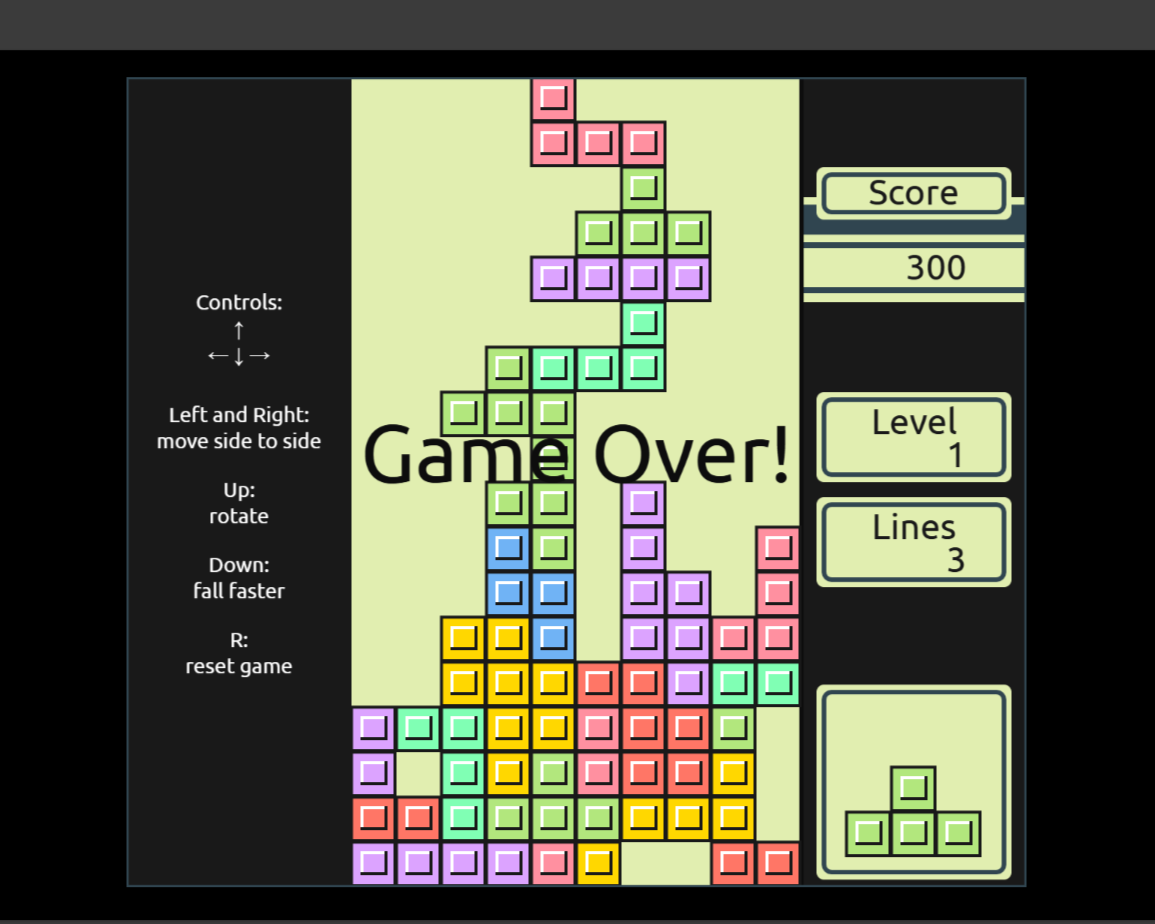 Controls:
↑
←↓→
Left and Right:
move side to side
Up:
rotate
Down:
fall faster
R:
reset game
Game Over!
Score
300
Level
1
Lines
3